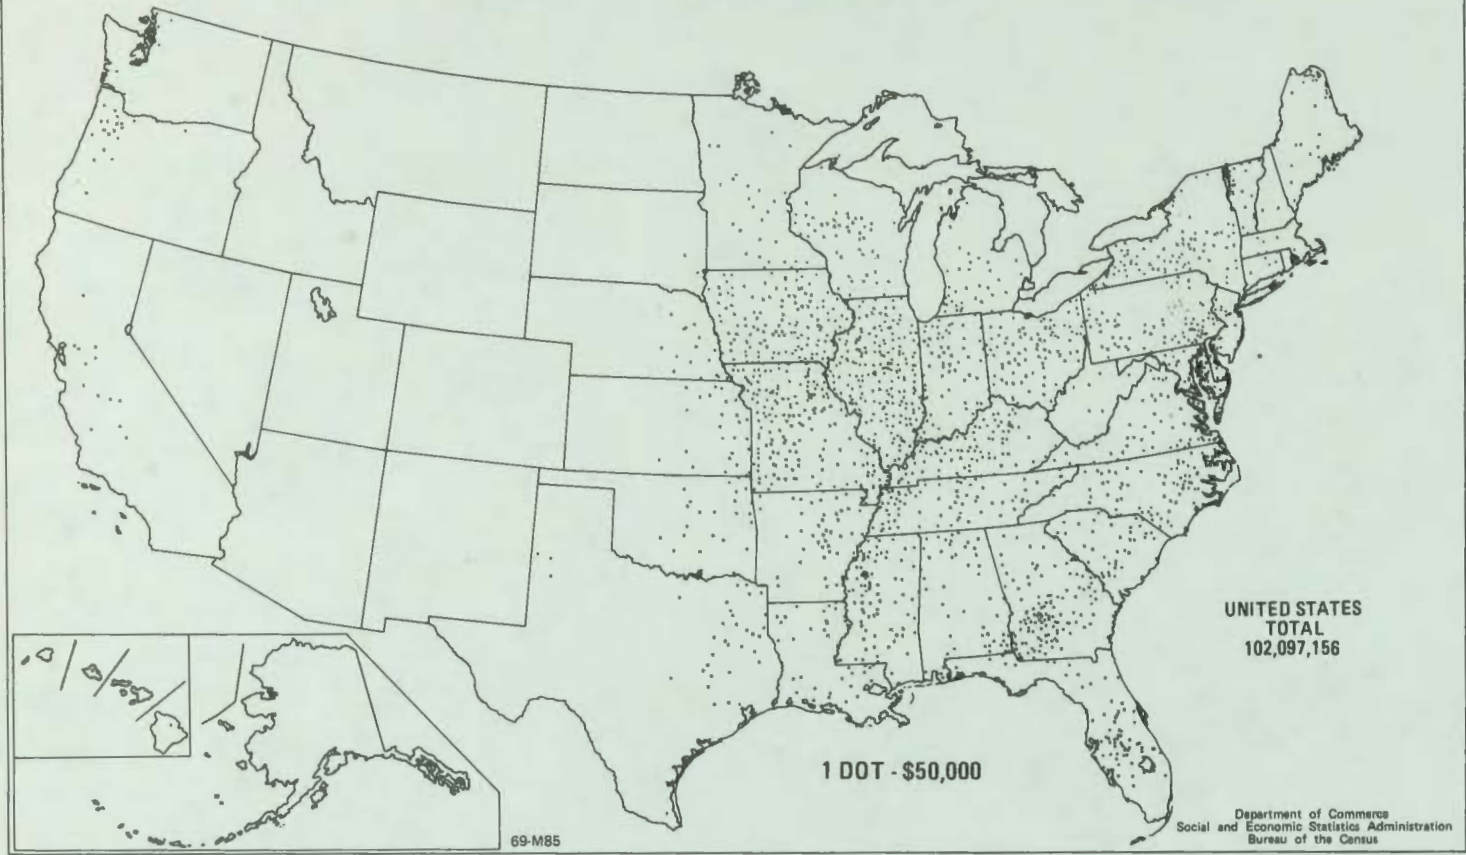 UNITED STATES
TOTAL
102,097,156
1 DOT - $50,000
69-M85
Department of Commerce
Social and Economic Statistics Administration
Bureau of the Census